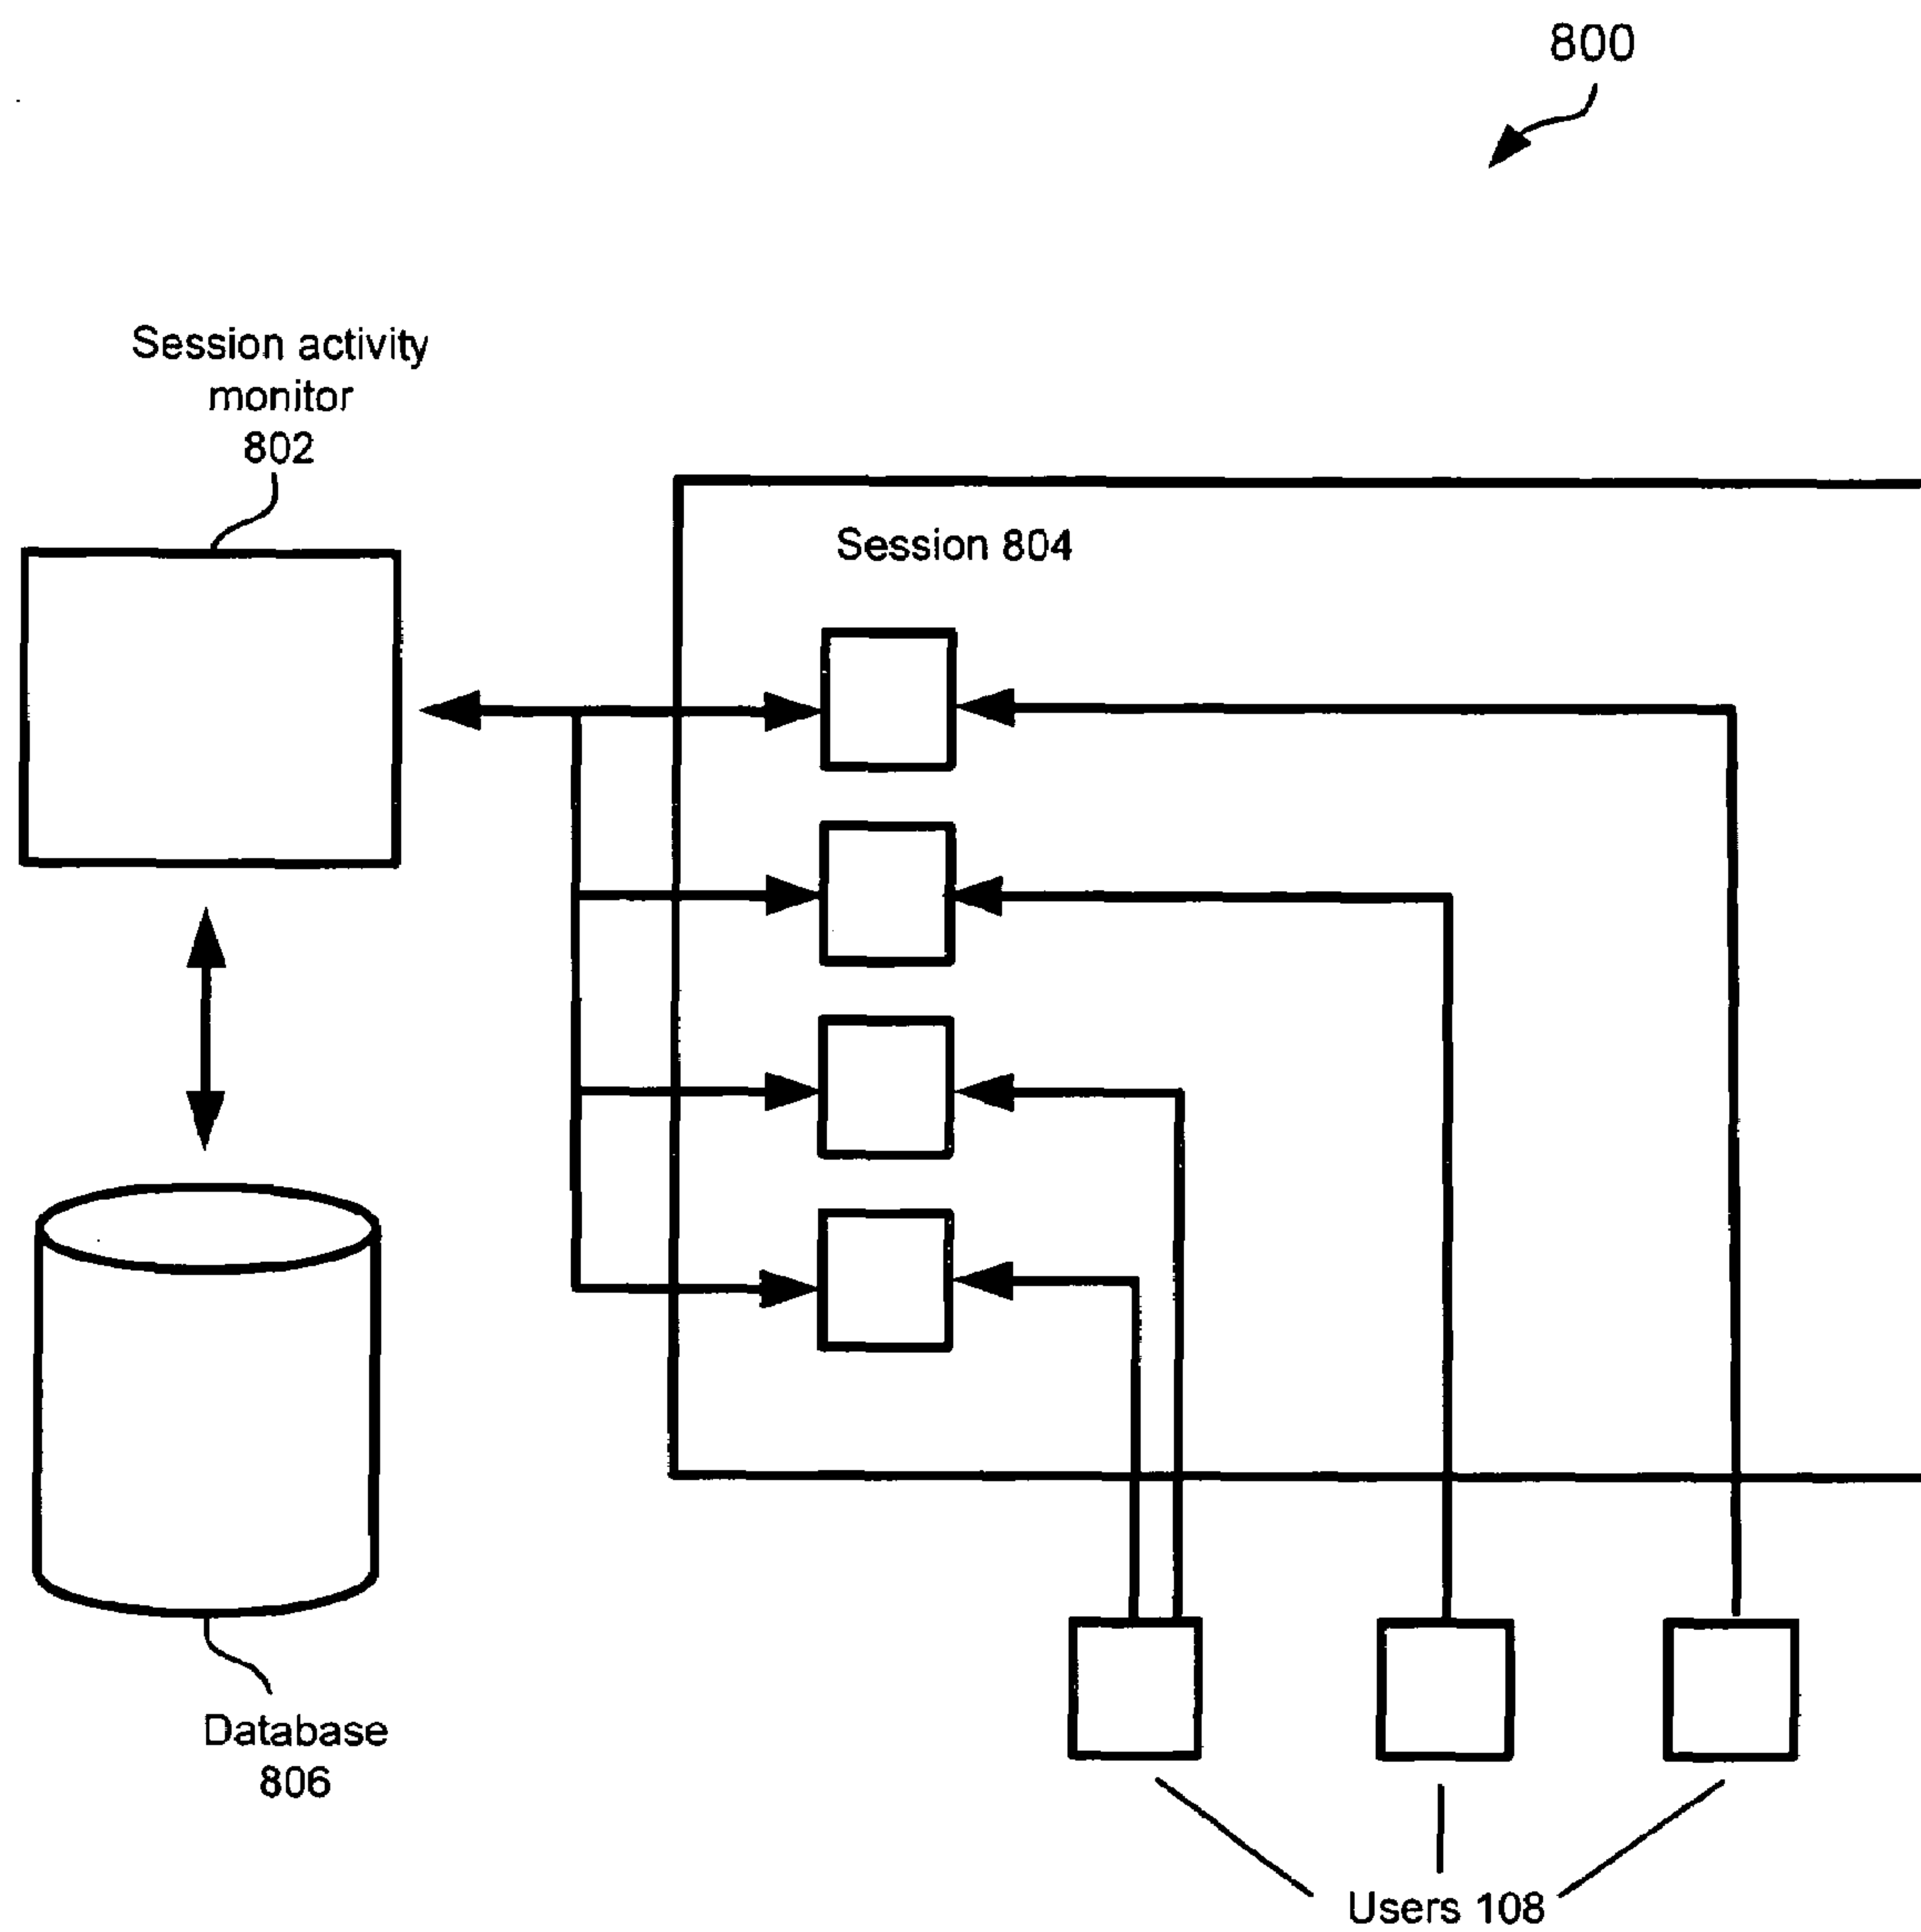 800
Session activity
monitor
802
Session 804
Database
806
Users 108